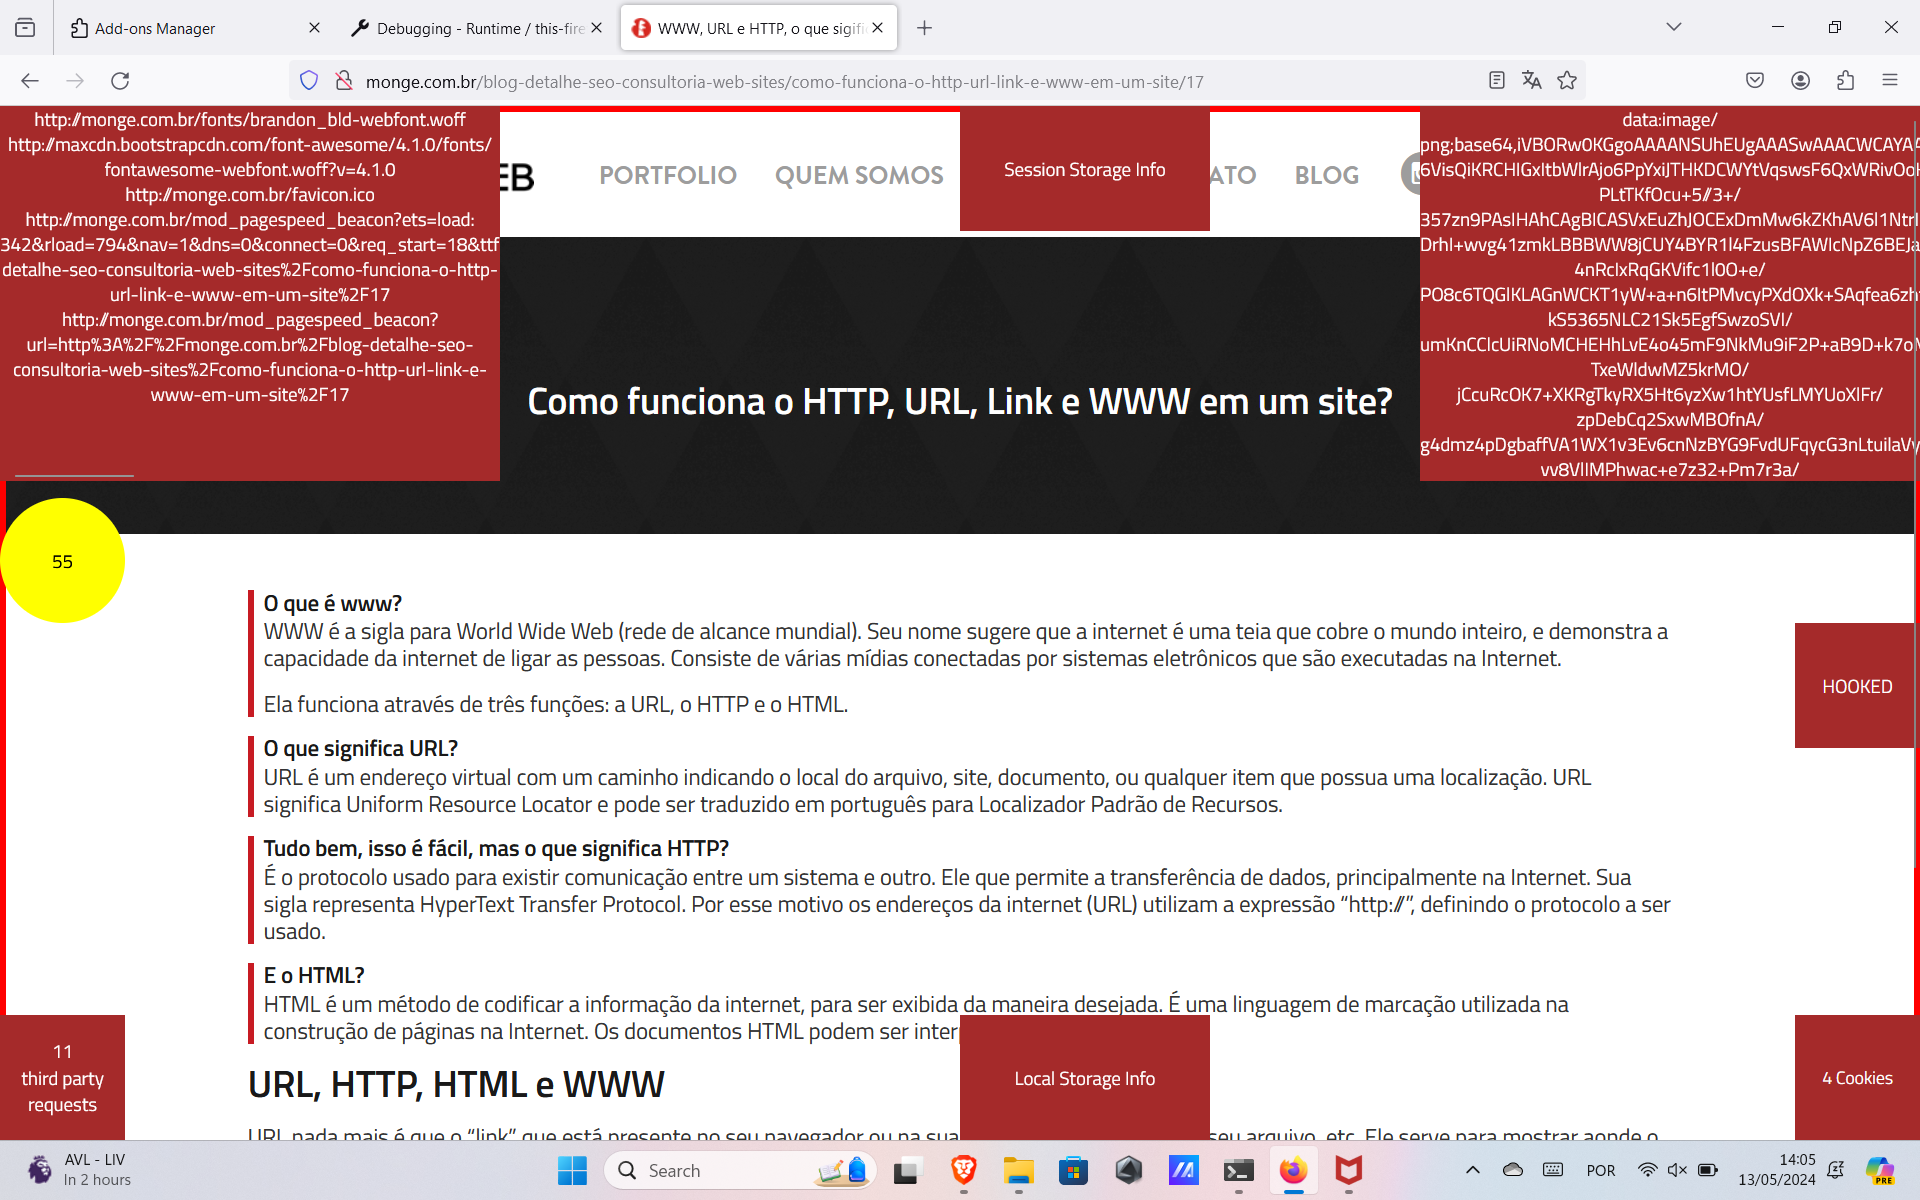 Add-ons Manager
Debugging - Runtime / this-fire
WWW, URL e HTTP, o que sigifi
monge.com.br/blog-detalhe-seo-consultoria-web-sites/como-funciona-o-http-url-link-e-www-em-um-site/17
http://monge.com.br/fonts/brandon_bld-webfont.woff
http://maxcdn.bootstrapcdn.com/font-awesome/4.1.0/fonts/
fontawesome-webfont.woff?v=4.1.0
http://monge.com.br/favicon.ico
http://monge.com.br/mod_pagespeed_beacon?ets=load:
342&rload=794&nav=1&dns=0&connect=0&req_start=18&ttf
detalhe-seo-consultoria-web-sites%2Fcomo-funciona-o-http-
url-link-e-www-em-um-site%2F17
http://monge.com.br/mod_pagespeed_beacon?
url=http%3A%2F%2Fmonge.com.br%2Fblog-detalhe-seo-
consultoria-web-sites%2Fcomo-funciona-o-http-url-link-e-
www-em-um-site%2F17
EB
PORTFOLIO
QUEM SOMOS
Session Storage Info
ATO
BLOG
data:image/
PLtTKfOcu+5//3+/
4nRclxRqGKVifc1l0O+e/
kS5365NLC21Sk5EgfSwzoSVI/
TxeWldwMZ5krMO/
jCcuRcOK7+XKRgTkyRX5Ht6yzXw1htYUsfLMYUoXlFr/
zpDebCq2SxwMBOfnA/
vv8VlIMPhwac+e7z32+Pm7r3a/
Como funciona o HTTP, URL, Link e WWW em um site?
55
O que é www?
WWW é a sigla para World Wide Web (rede de alcance mundial). Seu nome sugere que a internet é uma teia que cobre o mundo inteiro, e demonstra a
capacidade da internet de ligar as pessoas. Consiste de várias mídias conectadas por sistemas eletrônicos que são executadas na Internet.
Ela funciona através de três funções: a URL, o HTTP e o HTML.
HOOKED
O que significa URL?
URL é um endereço virtual com um caminho indicando o local do arquivo, site, documento, ou qualquer item que possua uma localização. URL
significa Uniform Resource Locator e pode ser traduzido em português para Localizador Padrão de Recursos.
Tudo bem, isso é fácil, mas o que significa HTTP?
É o protocolo usado para existir comunicação entre um sistema e outro. Ele que permite a transferência de dados, principalmente na Internet. Sua
sigla representa HyperText Transfer Protocol. Por esse motivo os endereços da internet (URL) utilizam a expressão “http://”, definindo o protocolo a ser
usado.
E o HTML?
HTML é um método de codificar a informação da internet, para ser exibida da maneira desejada. É uma linguagem de marcação utilizada na
construção de páginas na Internet. Os documentos HTML podem ser inter
11
third party
requests
Local Storage Info
4 Cookies
URL, HTTP, HTML e WWW
URL nada mais é que o “link” que está presente no seu navegador ou na sua seu arquivo, etc. Ele serve para mostrar aonde o
AVL - LIV
In 2 hours
Search
POR
14:05
13/05/2024
PRE